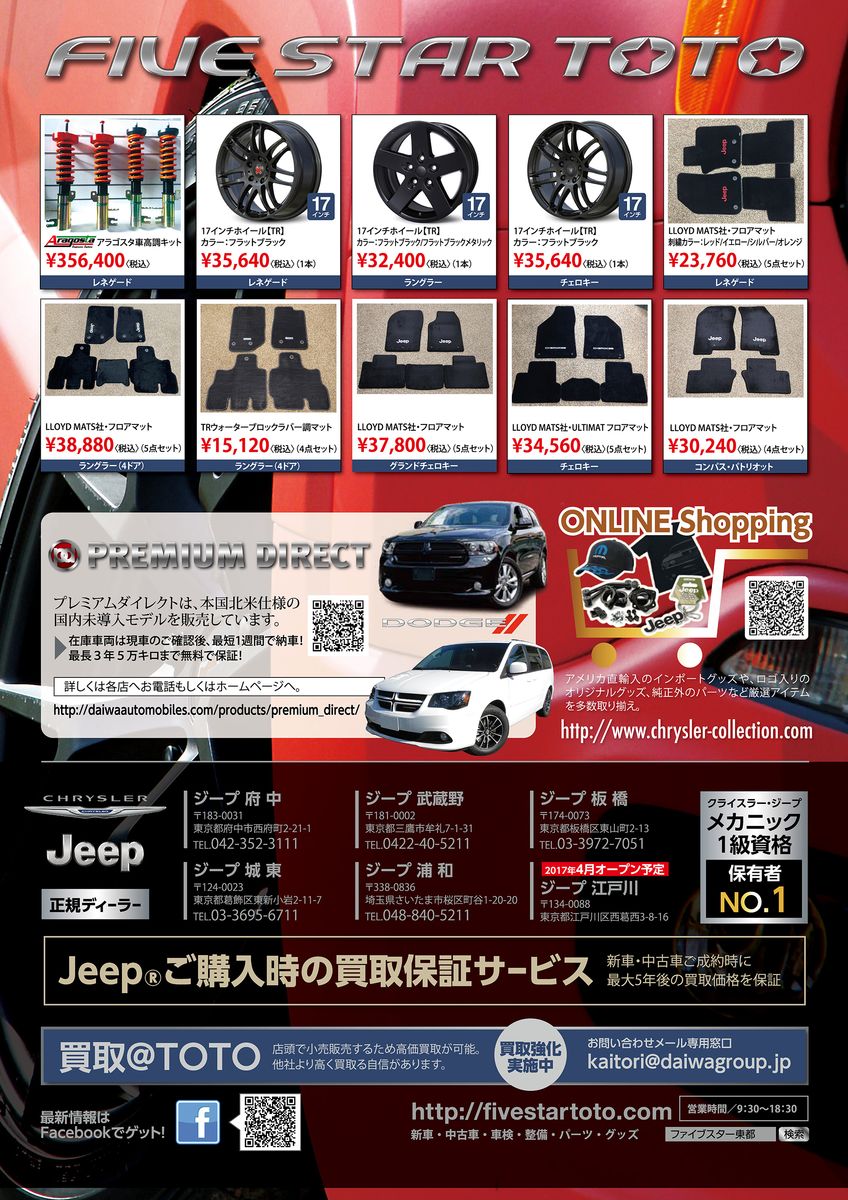 FIVE STAR TOTO
Aragosta
アラゴスタ車高調キット
¥356,400〈税込〉
レネゲード
17
インチ
17インチホイール【TR】
カラー：フラットブラック
¥35,640〈税込〉(1本)
レネゲード
17
インチ
17インチホイール【TR】
カラー：フラットブラック/フラットブラックメタリック
¥32,400〈税込〉(1本)
ラングラー
17
インチ
17インチホイール【TR】
カラー：フラットブラック
¥35,640〈税込〉(1本)
チェロキー
Jeep
Jeep
LLOYD MATS社・フロアマット
刺繍カラー：レッド/イエロー/シルバー/オレンジ
¥23,760〈税込〉(5点セット)
レネゲード
Jeep
Jeep
LLOYD MATS社・フロアマット
¥38,880〈税込〉(5点セット)
ラングラー(4ドア)
TRウォーターブロックラバー調マット
¥15,120〈税込〉(4点セット)
ラングラー(4ドア)
Jeep
Jeep
LLOYD MATS社・フロアマット
¥37,800〈税込〉(5点セット)
グランドチェロキー
LLOYD MATS社・ULTIMAT フロアマット
¥34,560〈税込〉(5点セット)
チェロキー
Jeep
Jeep
LLOYD MATS社・フロアマット
¥30,240〈税込〉(4点セット)
コンパス・パトリオット
PREMIUM DIRECT
プレミアムダイレクトは、本国北米仕様の
国内未導入モデルを販売しています。
在庫車両は現車のご確認後、最短1週間で納車！
最長3年5万キロまで無料で保証！
詳しくは各店へお電話もしくはホームページへ。
http://daiwaautomobiles.com/products/premium_direct/
DODGE
ONLINE Shopping
Jeep
Jeep
アメリカ直輸入のインポートグッズや、ロゴ入りの
オリジナルグッズ、純正外のパーツなど厳選アイテム
を多数取り揃え。
http://www.chrysler-collection.com
CHRYSLER
Jeep
正規ディーラー
ジープ 府中
〒183-0031
東京都府中市西府町2-21-1
TEL.042-352-3111
ジープ 武蔵野
〒181-0002
東京都三鷹市牟礼7-1-31
TEL.0422-40-5211
ジープ 板橋
〒174-0073
東京都板橋区東山町2-13
TEL.03-3972-7051
ジープ 城東
〒124-0023
東京都葛飾区東新小岩2-11-7
TEL.03-3695-6711
ジープ 浦和
〒338-0836
埼玉県さいたま市桜区町谷1-20-20
TEL.048-840-5211
2017年4月オープン予定
ジープ 江戸川
〒134-0088
東京都江戸川区西葛西3-8-16
クライスラー・ジープ
メカニック
1級資格
保有者
NO.1
Jeep®ご購入時の買取保証サービス
新車・中古車ご成約時に
最大5年後の買取価格を保証
買取@TOTO
店頭で小売販売するため高価買取が可能。
他社より高く買取る自信があります。
買取強化
実施中
お問い合わせメール専用窓口
kaitori@daiwagroup.jp
最新情報は
Facebookでゲット！
f
http://fivestartoto.com
営業時間／9:30〜18:30
新車・中古車・車検・整備・パーツ・グッズ
ファイブスター東都
検索